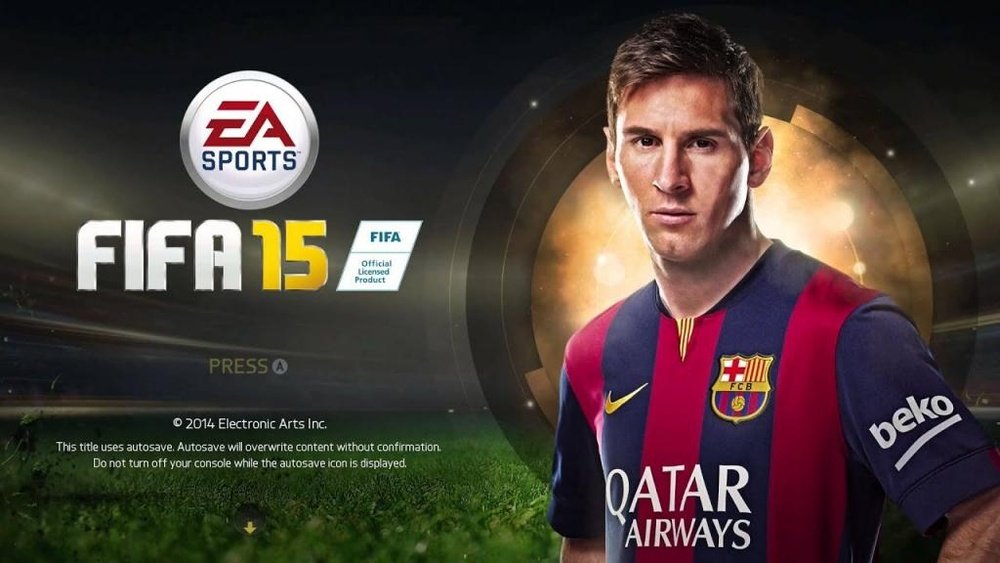 EA
SPORTS™
FIFA 15
FIFA
Official
Licensed
Product
PRESS A
© 2014 Electronic Arts Inc.
This title uses autosave. Autosave will overwrite content without confirmation.
Do not turn off your console while the autosave icon is displayed.
FCB
beko
QATAR
AIRWAYS